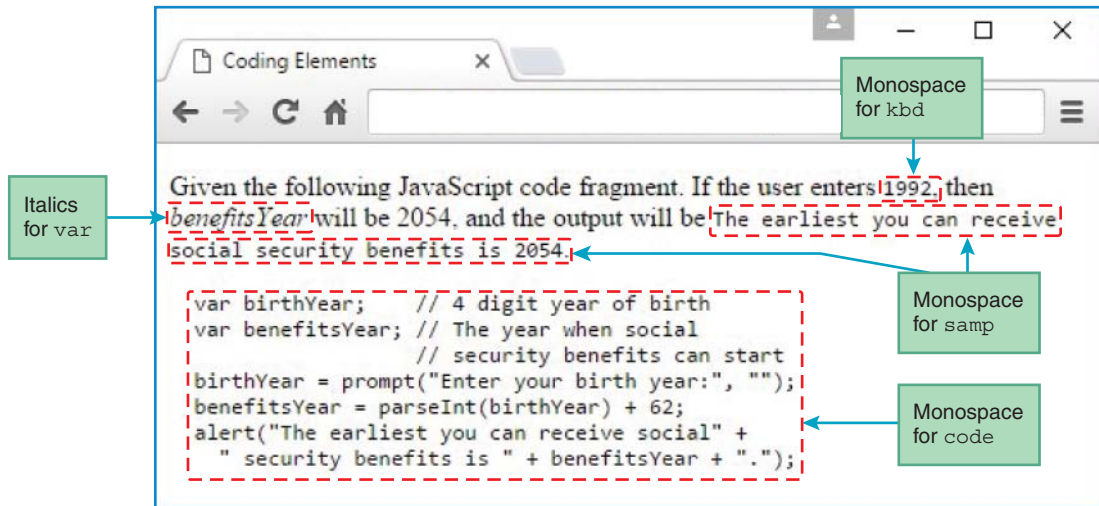 Coding Elements
Monospace
for kbd
Given the following JavaScript code fragment. If the user enters 1992, then
benefitsYear will be 2054, and the output will be The earliest you can receive
social security benefits is 2054.
Italics
for var
Monospace
for samp
var birthYear;    // 4 digit year of birth
var benefitsYear; // The year when social
                  // security benefits can start
birthYear = prompt("Enter your birth year:", "");
benefitsYear = parseInt(birthYear) + 62;
alert("The earliest you can receive social" +
  " security benefits is " + benefitsYear + ".");
Monospace
for code